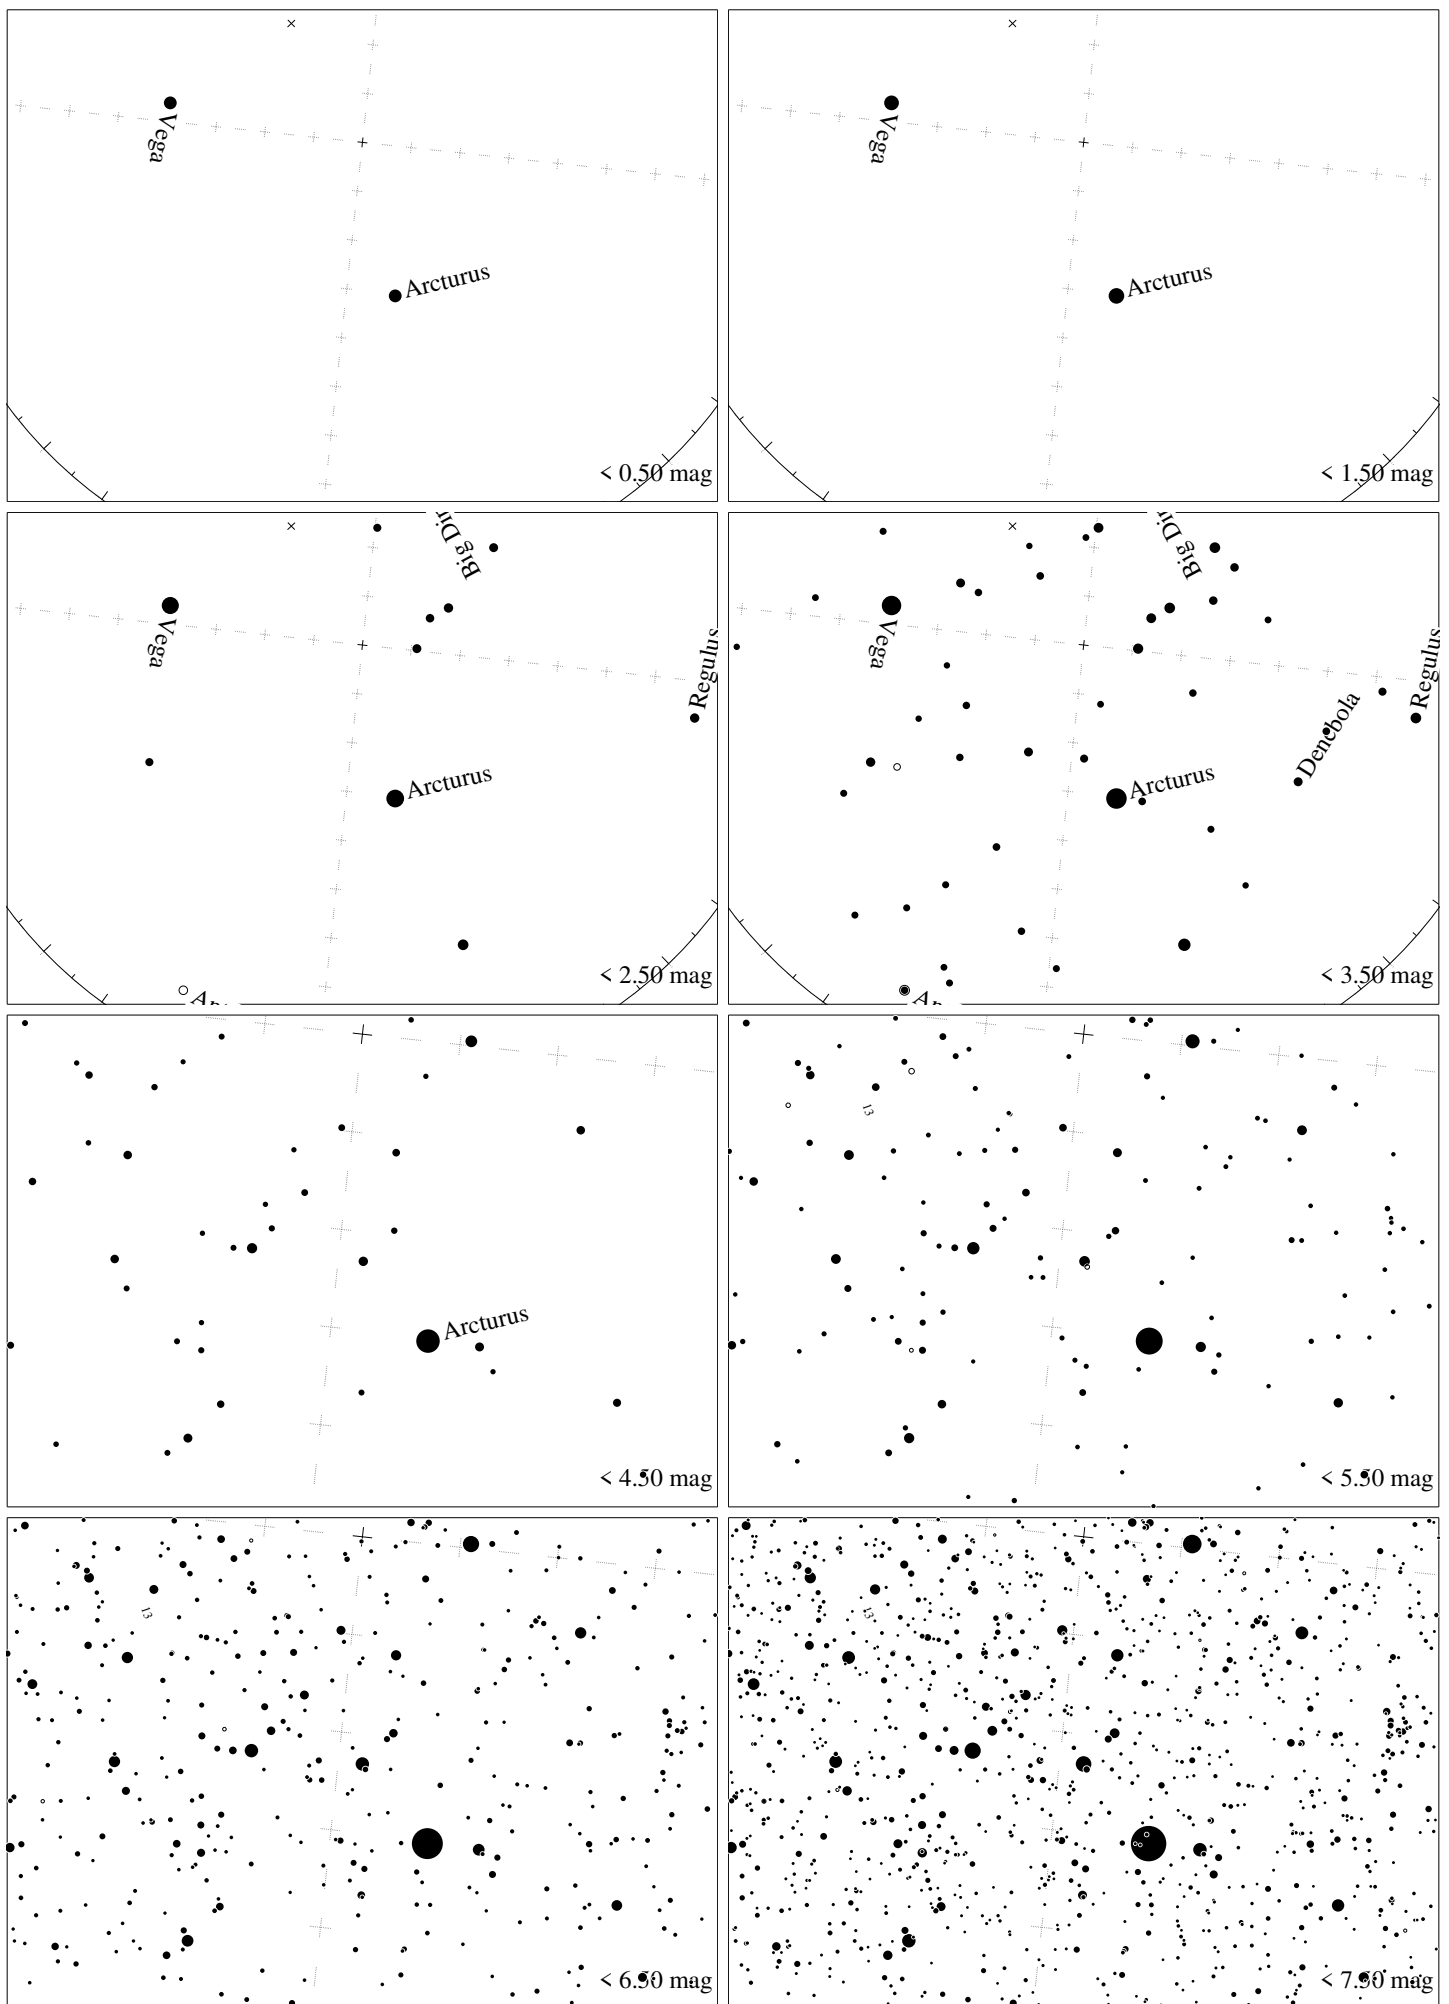 Vega
Arcturus
< 0.50 mag
Vega
Arcturus
< 1.50 mag
Big Di
Vega
Regulus
Arcturus
< 2.50 mag
Big Di
Vega
Regulus
Denebola
Arcturus
< 3.50 mag
Arcturus
< 4.50 mag
13
< 5.50 mag
13
< 6.50 mag
13
< 7.50 mag